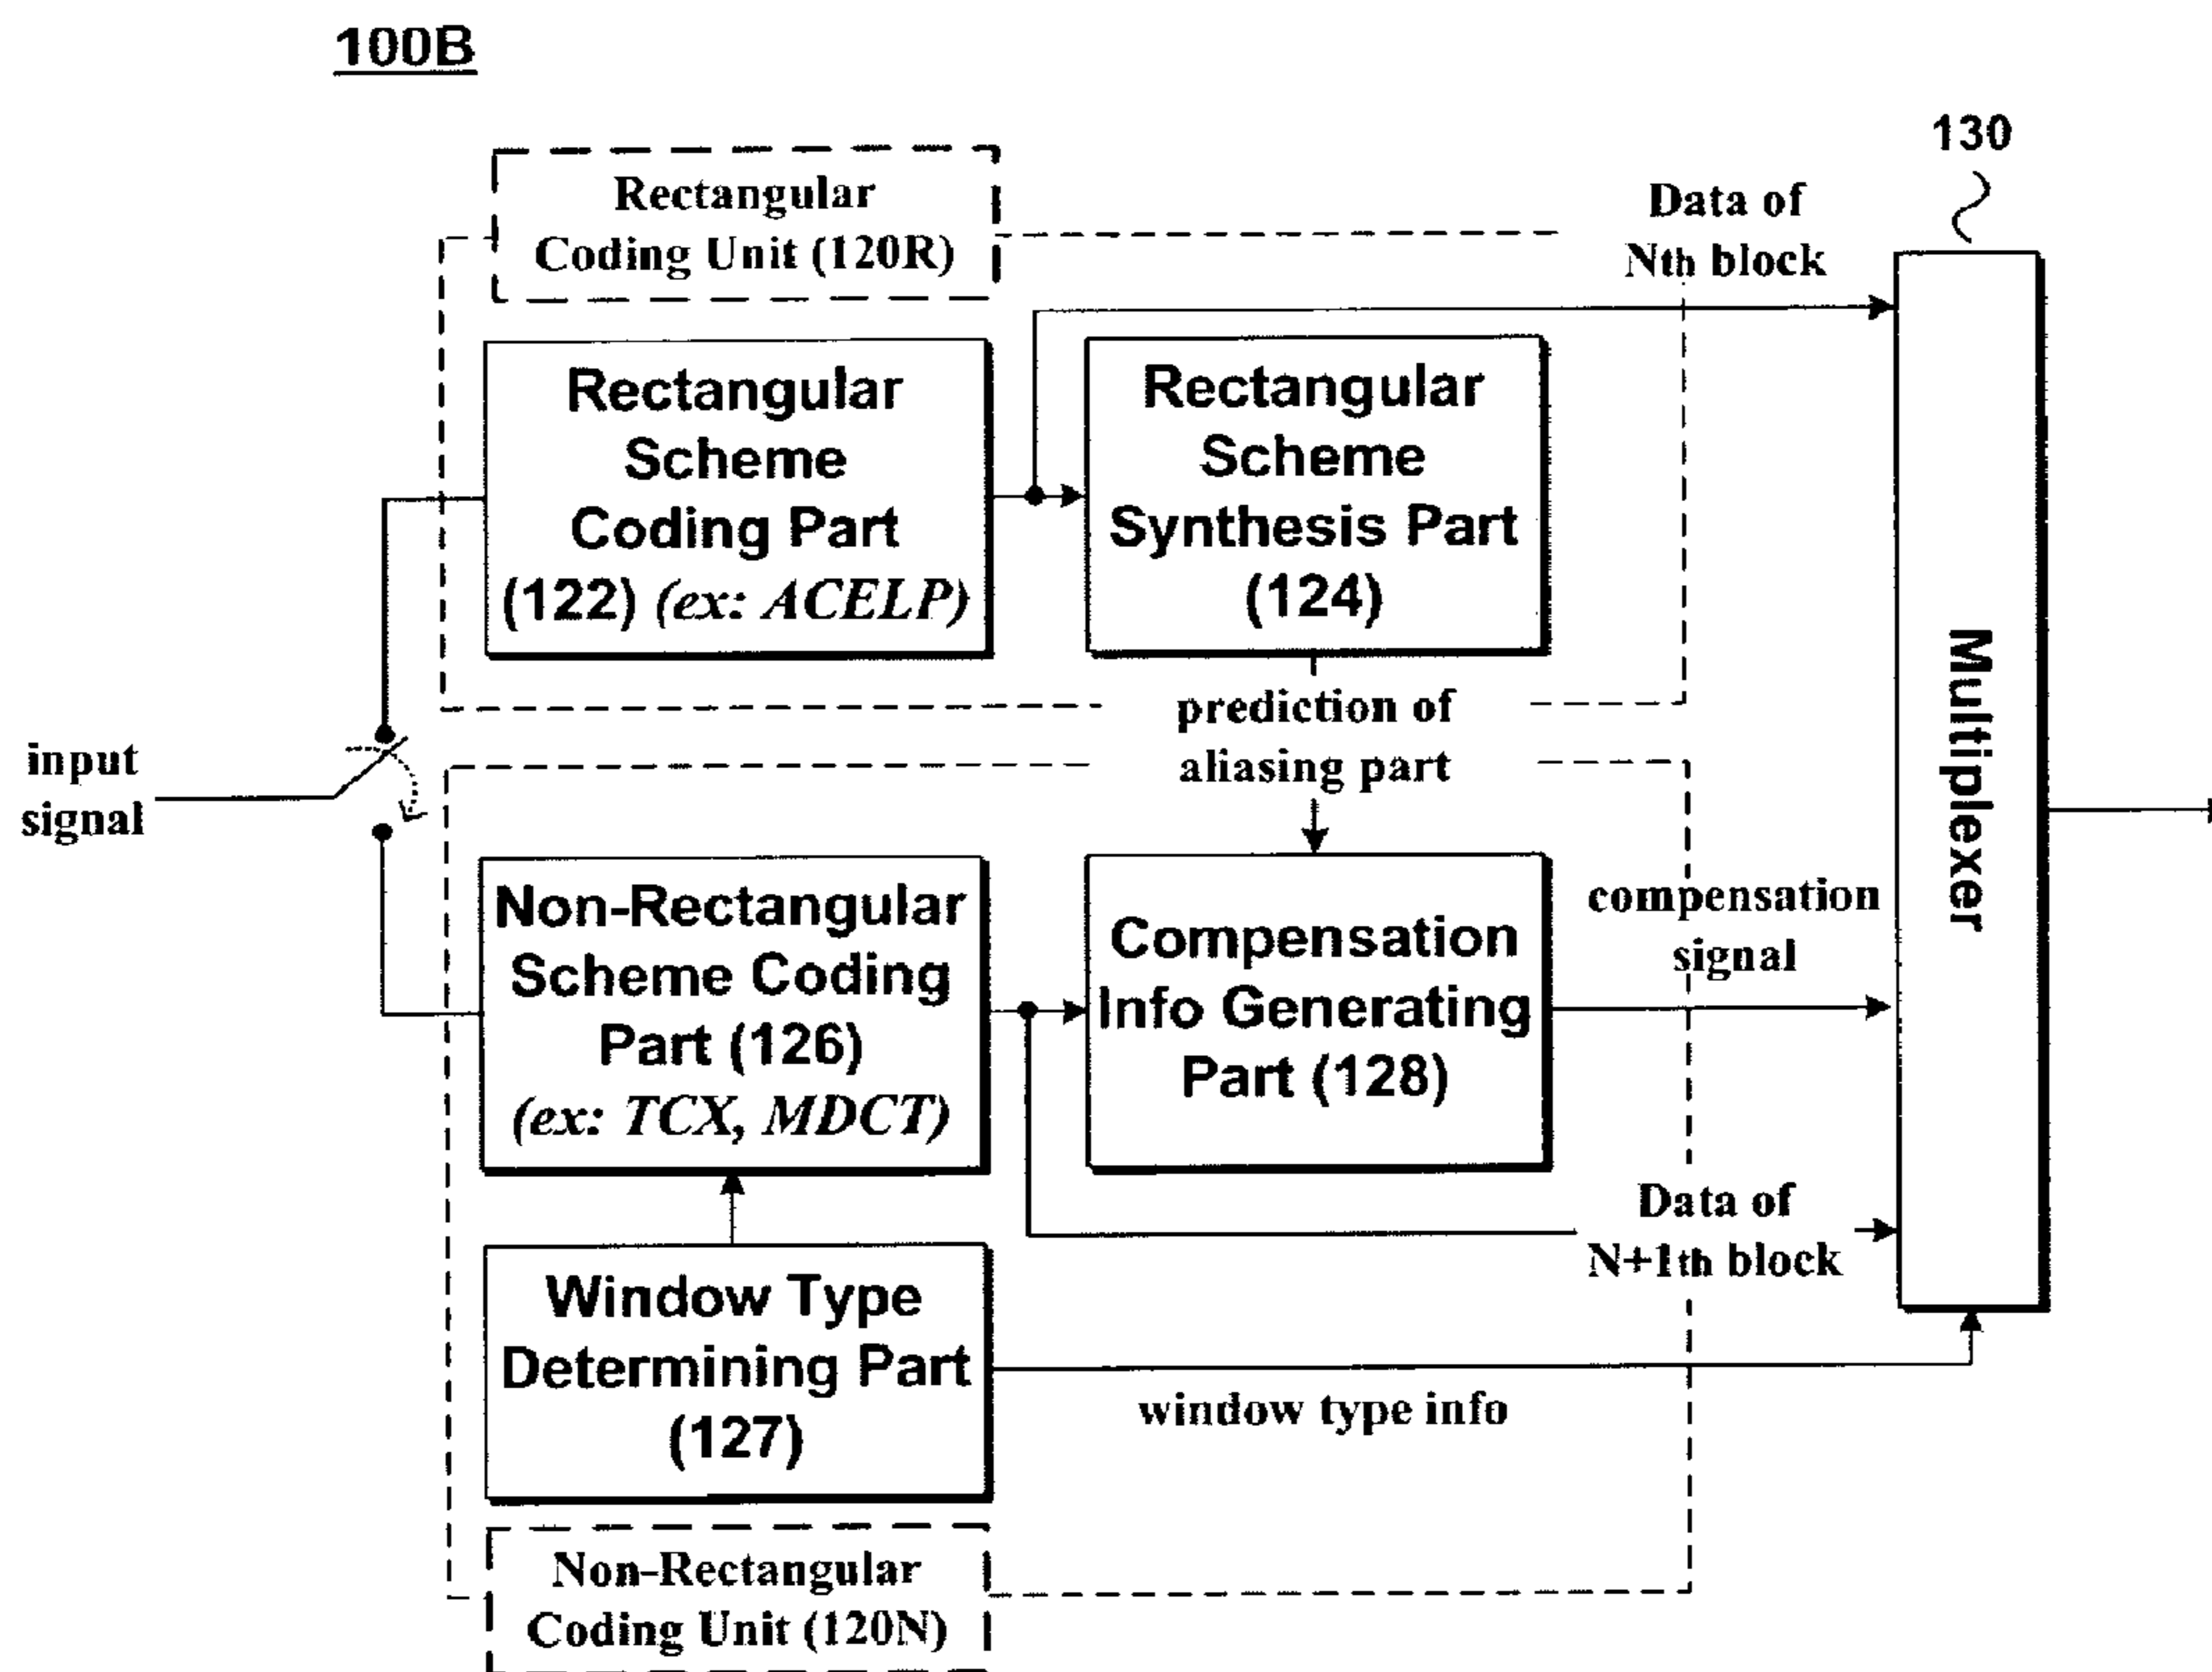 100B
130
Rectangular
Coding Unit (120R)
Data of
Nth block
Rectangular
Scheme
Coding Part
(122) (ex: ACELP)
Rectangular
Scheme
Synthesis Part
(124)
Multiplexer
prediction of
aliasing part
input
signal
Non-Rectangular
Scheme Coding
Part (126)
(ex: TCX, MDCT)
Compensation
Info Generating
Part (128)
compensation
signal
Data of
N+1th block
Window Type
Determining Part
(127)
window type info
Non-Rectangular
Coding Unit (120N)